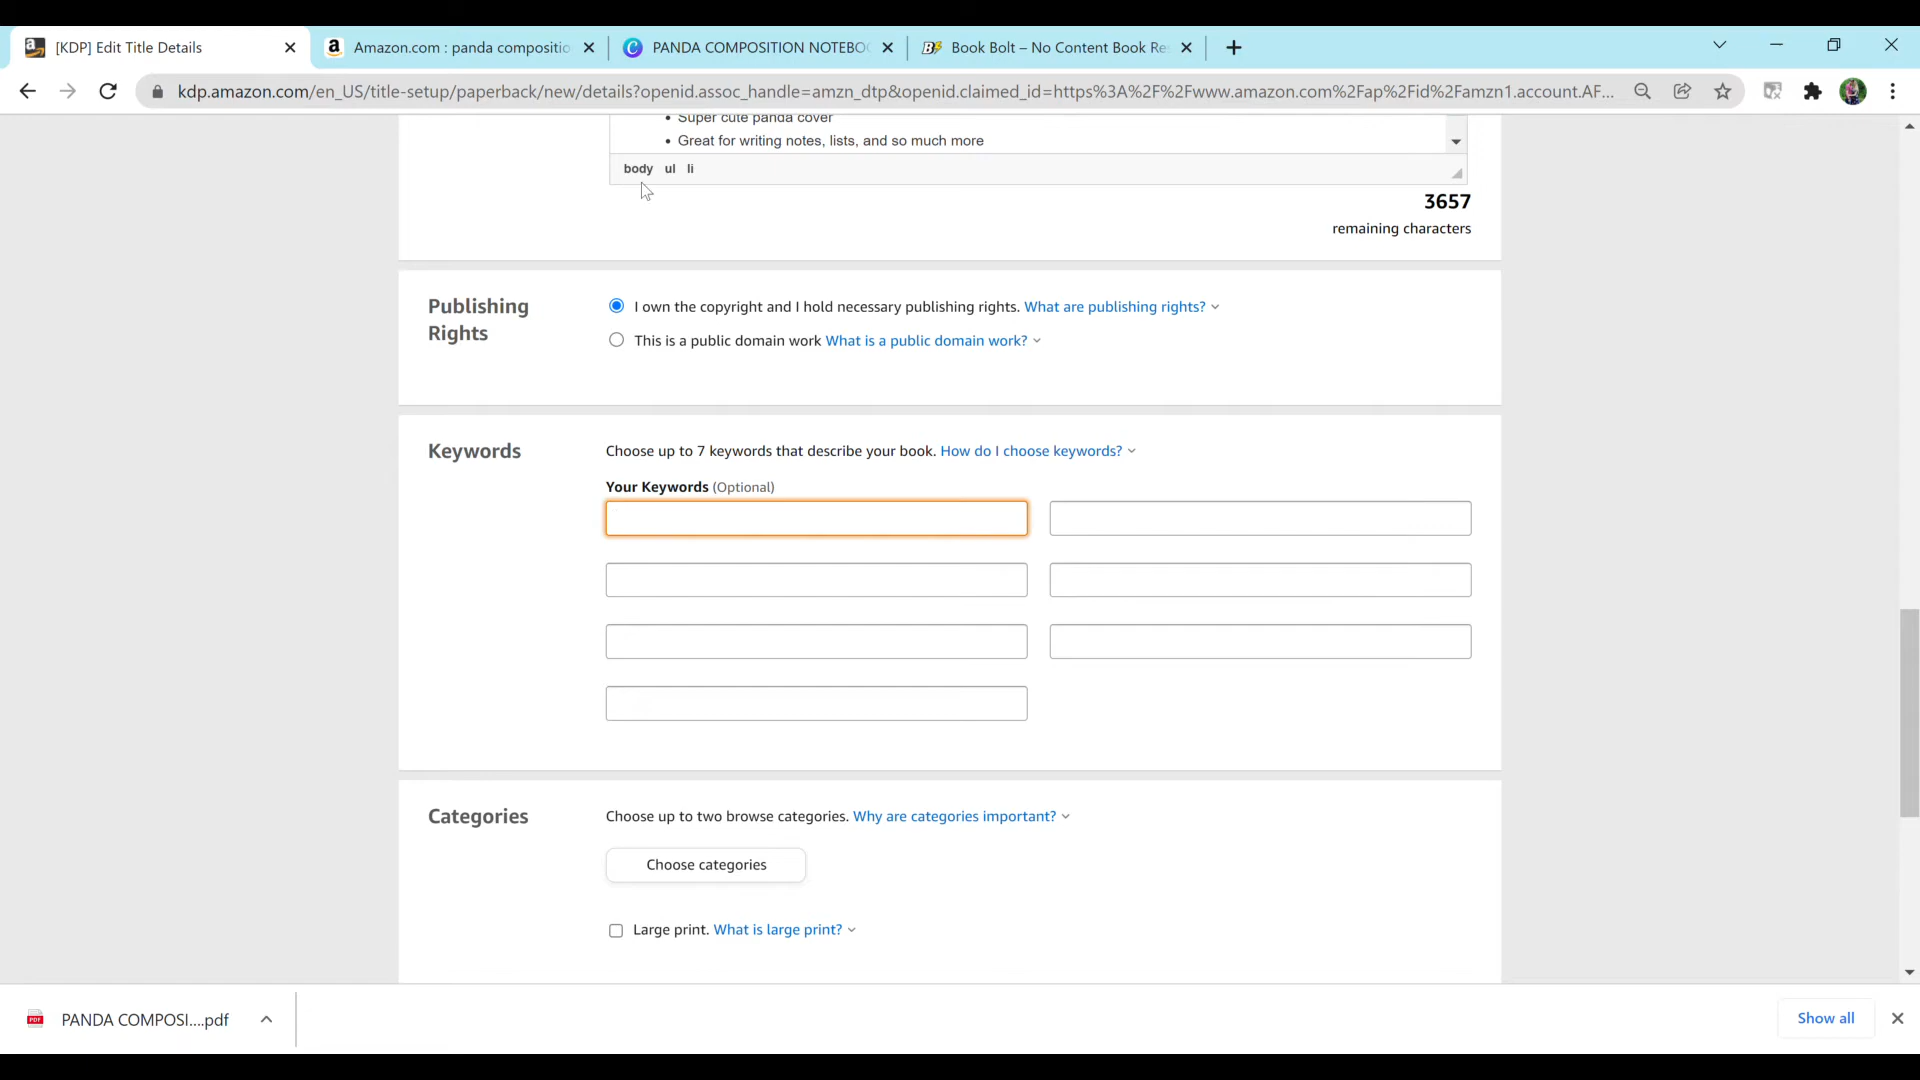 [KDP] Edit Title Details
Amazon.com : panda compositio
PANDA COMPOSITION NOTEBO
Book Bolt – No Content Book Re
kdp.amazon.com/en_US/title-setup/paperback/new/details?openid.assoc_handle=amzn_dtp&openid.claimed_id=https%3A%2F%2Fwww.amazon.com%2Fap%2Fid%2Famzn1.account.AF...
• Super cute panda cover
• Great for writing notes, lists, and so much more
body ul li
3657
remaining characters
Publishing
Rights
I own the copyright and I hold necessary publishing rights. What are publishing rights?
This is a public domain work What is a public domain work?
Keywords
Choose up to 7 keywords that describe your book. How do I choose keywords?
Your Keywords (Optional)
Categories
Choose up to two browse categories. Why are categories important?
Choose categories
Large print. What is large print?
PDF
PANDA COMPOSI....pdf
Show all